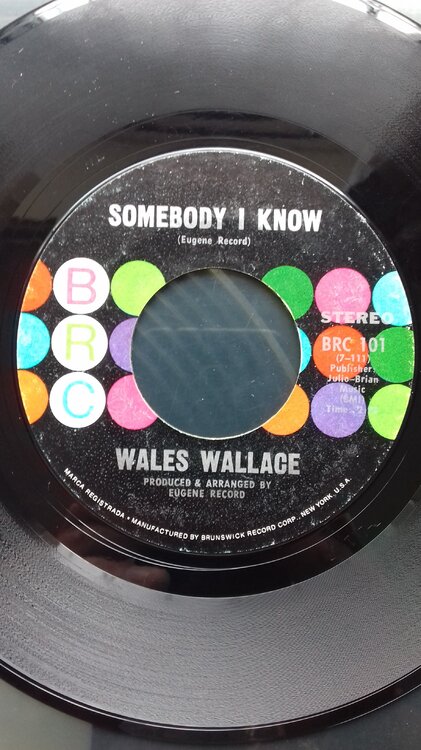 SOMEBODY I KNOW
(Eugene Record)
B
R
C
STEREO
BRC 101
(7-111)
Publisher:
Julio-Brian
Music
(BMI)
Time:
WALES WALLACE
PRODUCED & ARRANGED BY
EUGENE RECORD
MARCA REGISTRADA • MANUFACTURED BY BRUNSWICK RECORD CORP., NEW YORK, U.S.A.